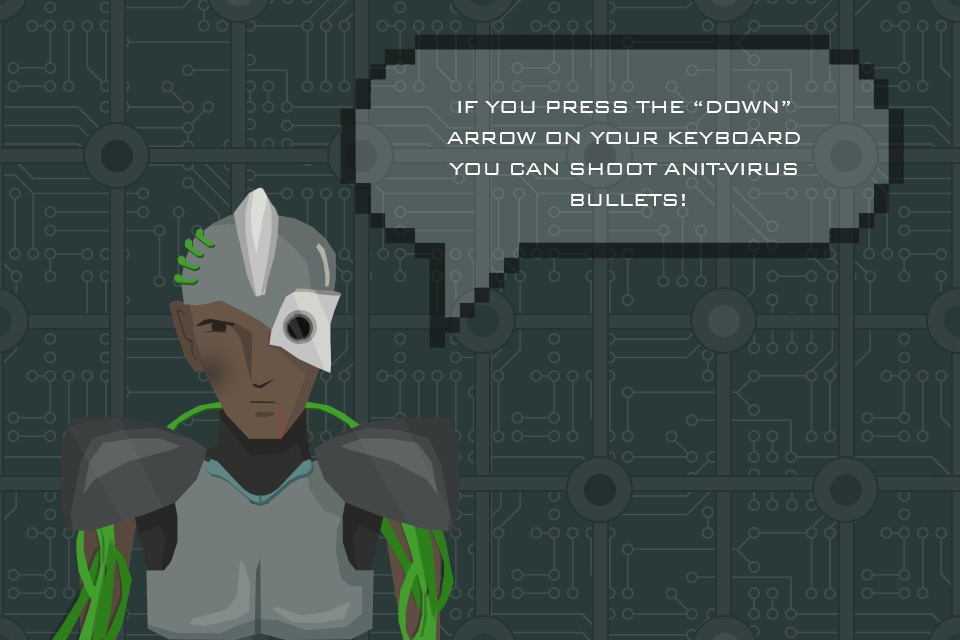 IF YOU PRESS THE “DOWN”
ARROW ON YOUR KEYBOARD
YOU CAN SHOOT ANIT-VIRUS
BULLETS!